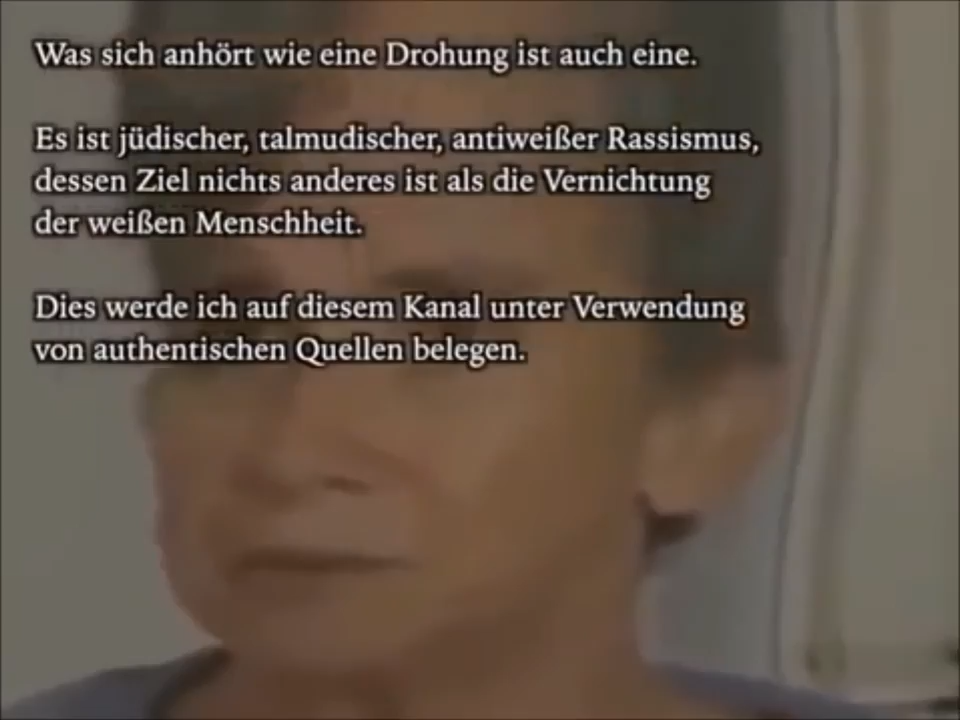 Was sich anhört wie eine Drohung ist auch eine.
Es ist jüdischer, talmudischer, antiweißer Rassismus,
dessen Ziel nichts anderes ist als die Vernichtung
der weißen Menschheit.
Dies werde ich auf diesem Kanal unter Verwendung
von authentischen Quellen belegen.